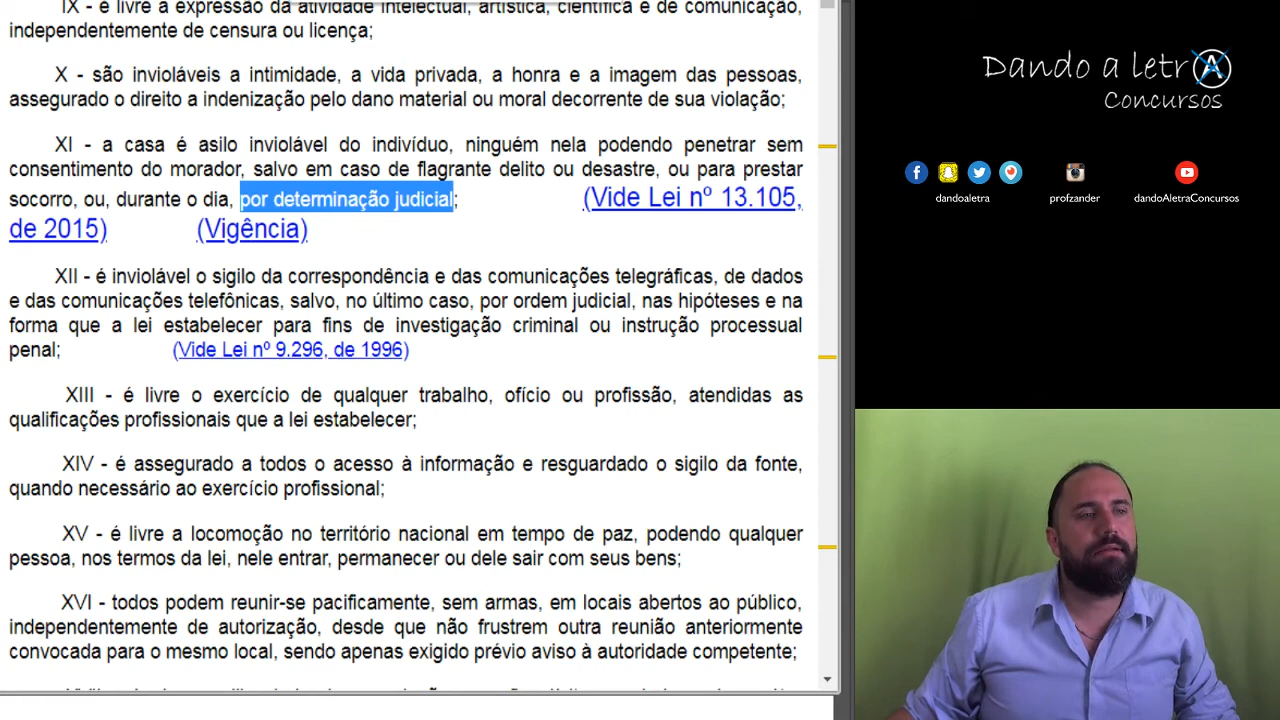 IX - é livre a expressão da atividade intelectual, artística, científica e de comunicação,
independentemente de censura ou licença;
X - são invioláveis a intimidade, a vida privada, a honra e a imagem das pessoas,
assegurado o direito a indenização pelo dano material ou moral decorrente de sua violação;
XI - a casa é asilo inviolável do indivíduo, ninguém nela podendo penetrar sem
consentimento do morador, salvo em caso de flagrante delito ou desastre, ou para prestar
socorro, ou, durante o dia, por determinação judicial; (Vide Lei nº 13.105,
de 2015) (Vigência)
XII - é inviolável o sigilo da correspondência e das comunicações telegráficas, de dados
e das comunicações telefônicas, salvo, no último caso, por ordem judicial, nas hipóteses e na
forma que a lei estabelecer para fins de investigação criminal ou instrução processual
penal; (Vide Lei nº 9.296, de 1996)
XIII - é livre o exercício de qualquer trabalho, ofício ou profissão, atendidas as
qualificações profissionais que a lei estabelecer;
XIV - é assegurado a todos o acesso à informação e resguardado o sigilo da fonte,
quando necessário ao exercício profissional;
XV - é livre a locomoção no território nacional em tempo de paz, podendo qualquer
pessoa, nos termos da lei, nele entrar, permanecer ou dele sair com seus bens;
XVI - todos podem reunir-se pacificamente, sem armas, em locais abertos ao público,
independentemente de autorização, desde que não frustrem outra reunião anteriormente
convocada para o mesmo local, sendo apenas exigido prévio aviso à autoridade competente;
Dando a letrA
Concursos
dandoaletra
profzander
dandoAletraConcursos